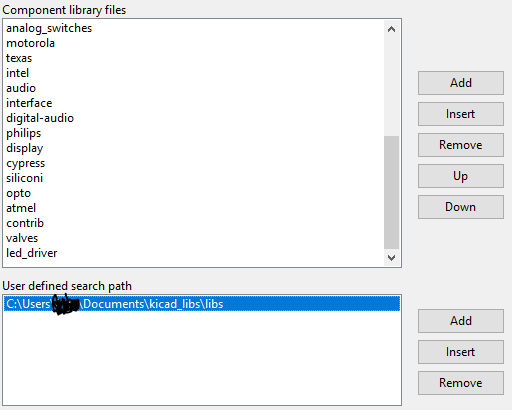 Component library files
analog_switches
motorola
texas
intel
audio
interface
digital-audio
philips
display
cypress
siliconi
opto
atmel
contrib
valves
led_driver
Add
Insert
Remove
Up
Down
User defined search path
C:\Users\ \Documents\kicad_libs\libs
Add
Insert
Remove